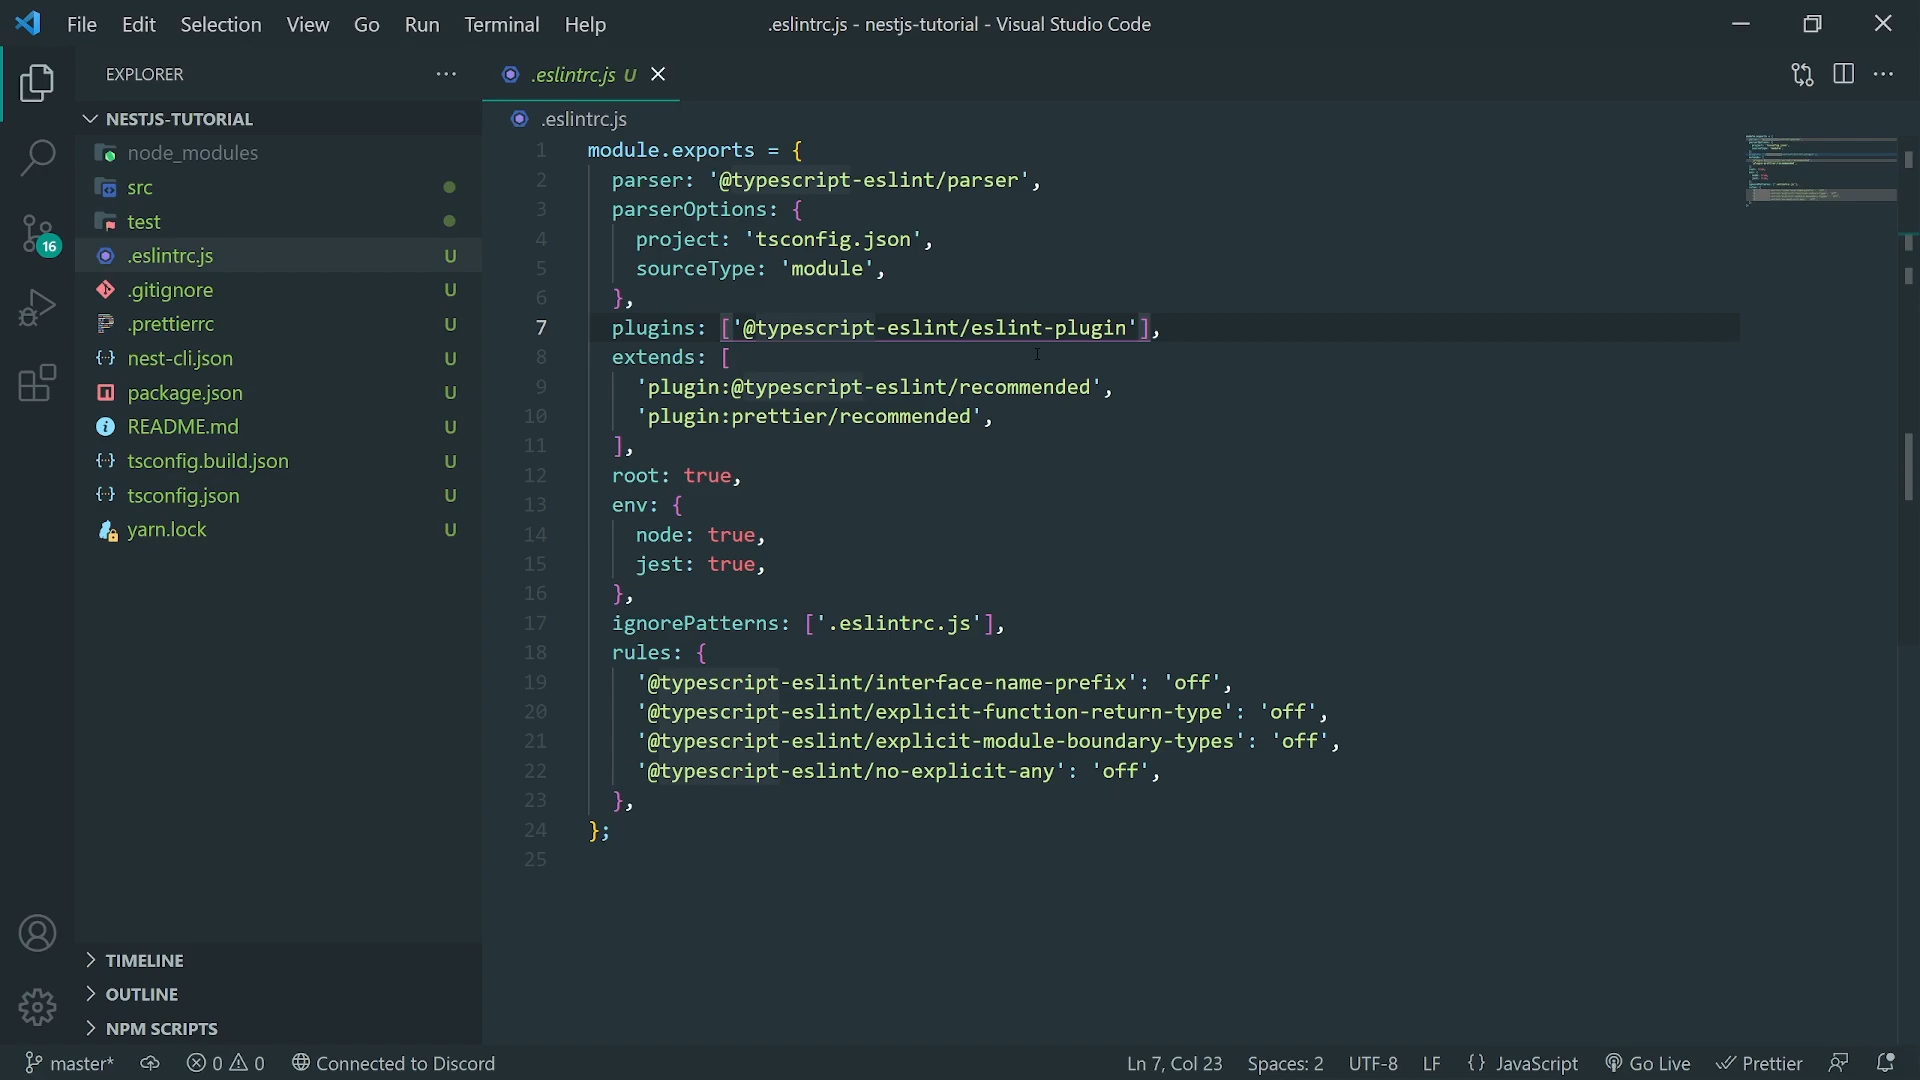 File Edit Selection View Go Run Terminal Help
.eslintrc.js - nestjs-tutorial - Visual Studio Code
EXPLORER
.eslintrc.js U
NESTJS-TUTORIAL
node_modules
src
test
.eslintrc.js U
.gitignore U
.prettierrc U
nest-cli.json U
package.json U
README.md U
tsconfig.build.json U
tsconfig.json U
yarn.lock U
16
TIMELINE
OUTLINE
NPM SCRIPTS
.eslintrc.js
1 module.exports = {
2 parser: '@typescript-eslint/parser',
3 parserOptions: {
4 project: 'tsconfig.json',
5 sourceType: 'module',
6 },
7 plugins: ['@typescript-eslint/eslint-plugin'],
8 extends: [
9 'plugin:@typescript-eslint/recommended',
10 'plugin:prettier/recommended',
11 ],
12 root: true,
13 env: {
14 node: true,
15 jest: true,
16 },
17 ignorePatterns: ['.eslintrc.js'],
18 rules: {
19 '@typescript-eslint/interface-name-prefix': 'off',
20 '@typescript-eslint/explicit-function-return-type': 'off',
21 '@typescript-eslint/explicit-module-boundary-types': 'off',
22 '@typescript-eslint/no-explicit-any': 'off',
23 },
24 };
25
master* 0 0 Connected to Discord Ln 7, Col 23 Spaces: 2 UTF-8 LF {} JavaScript Go Live Prettier